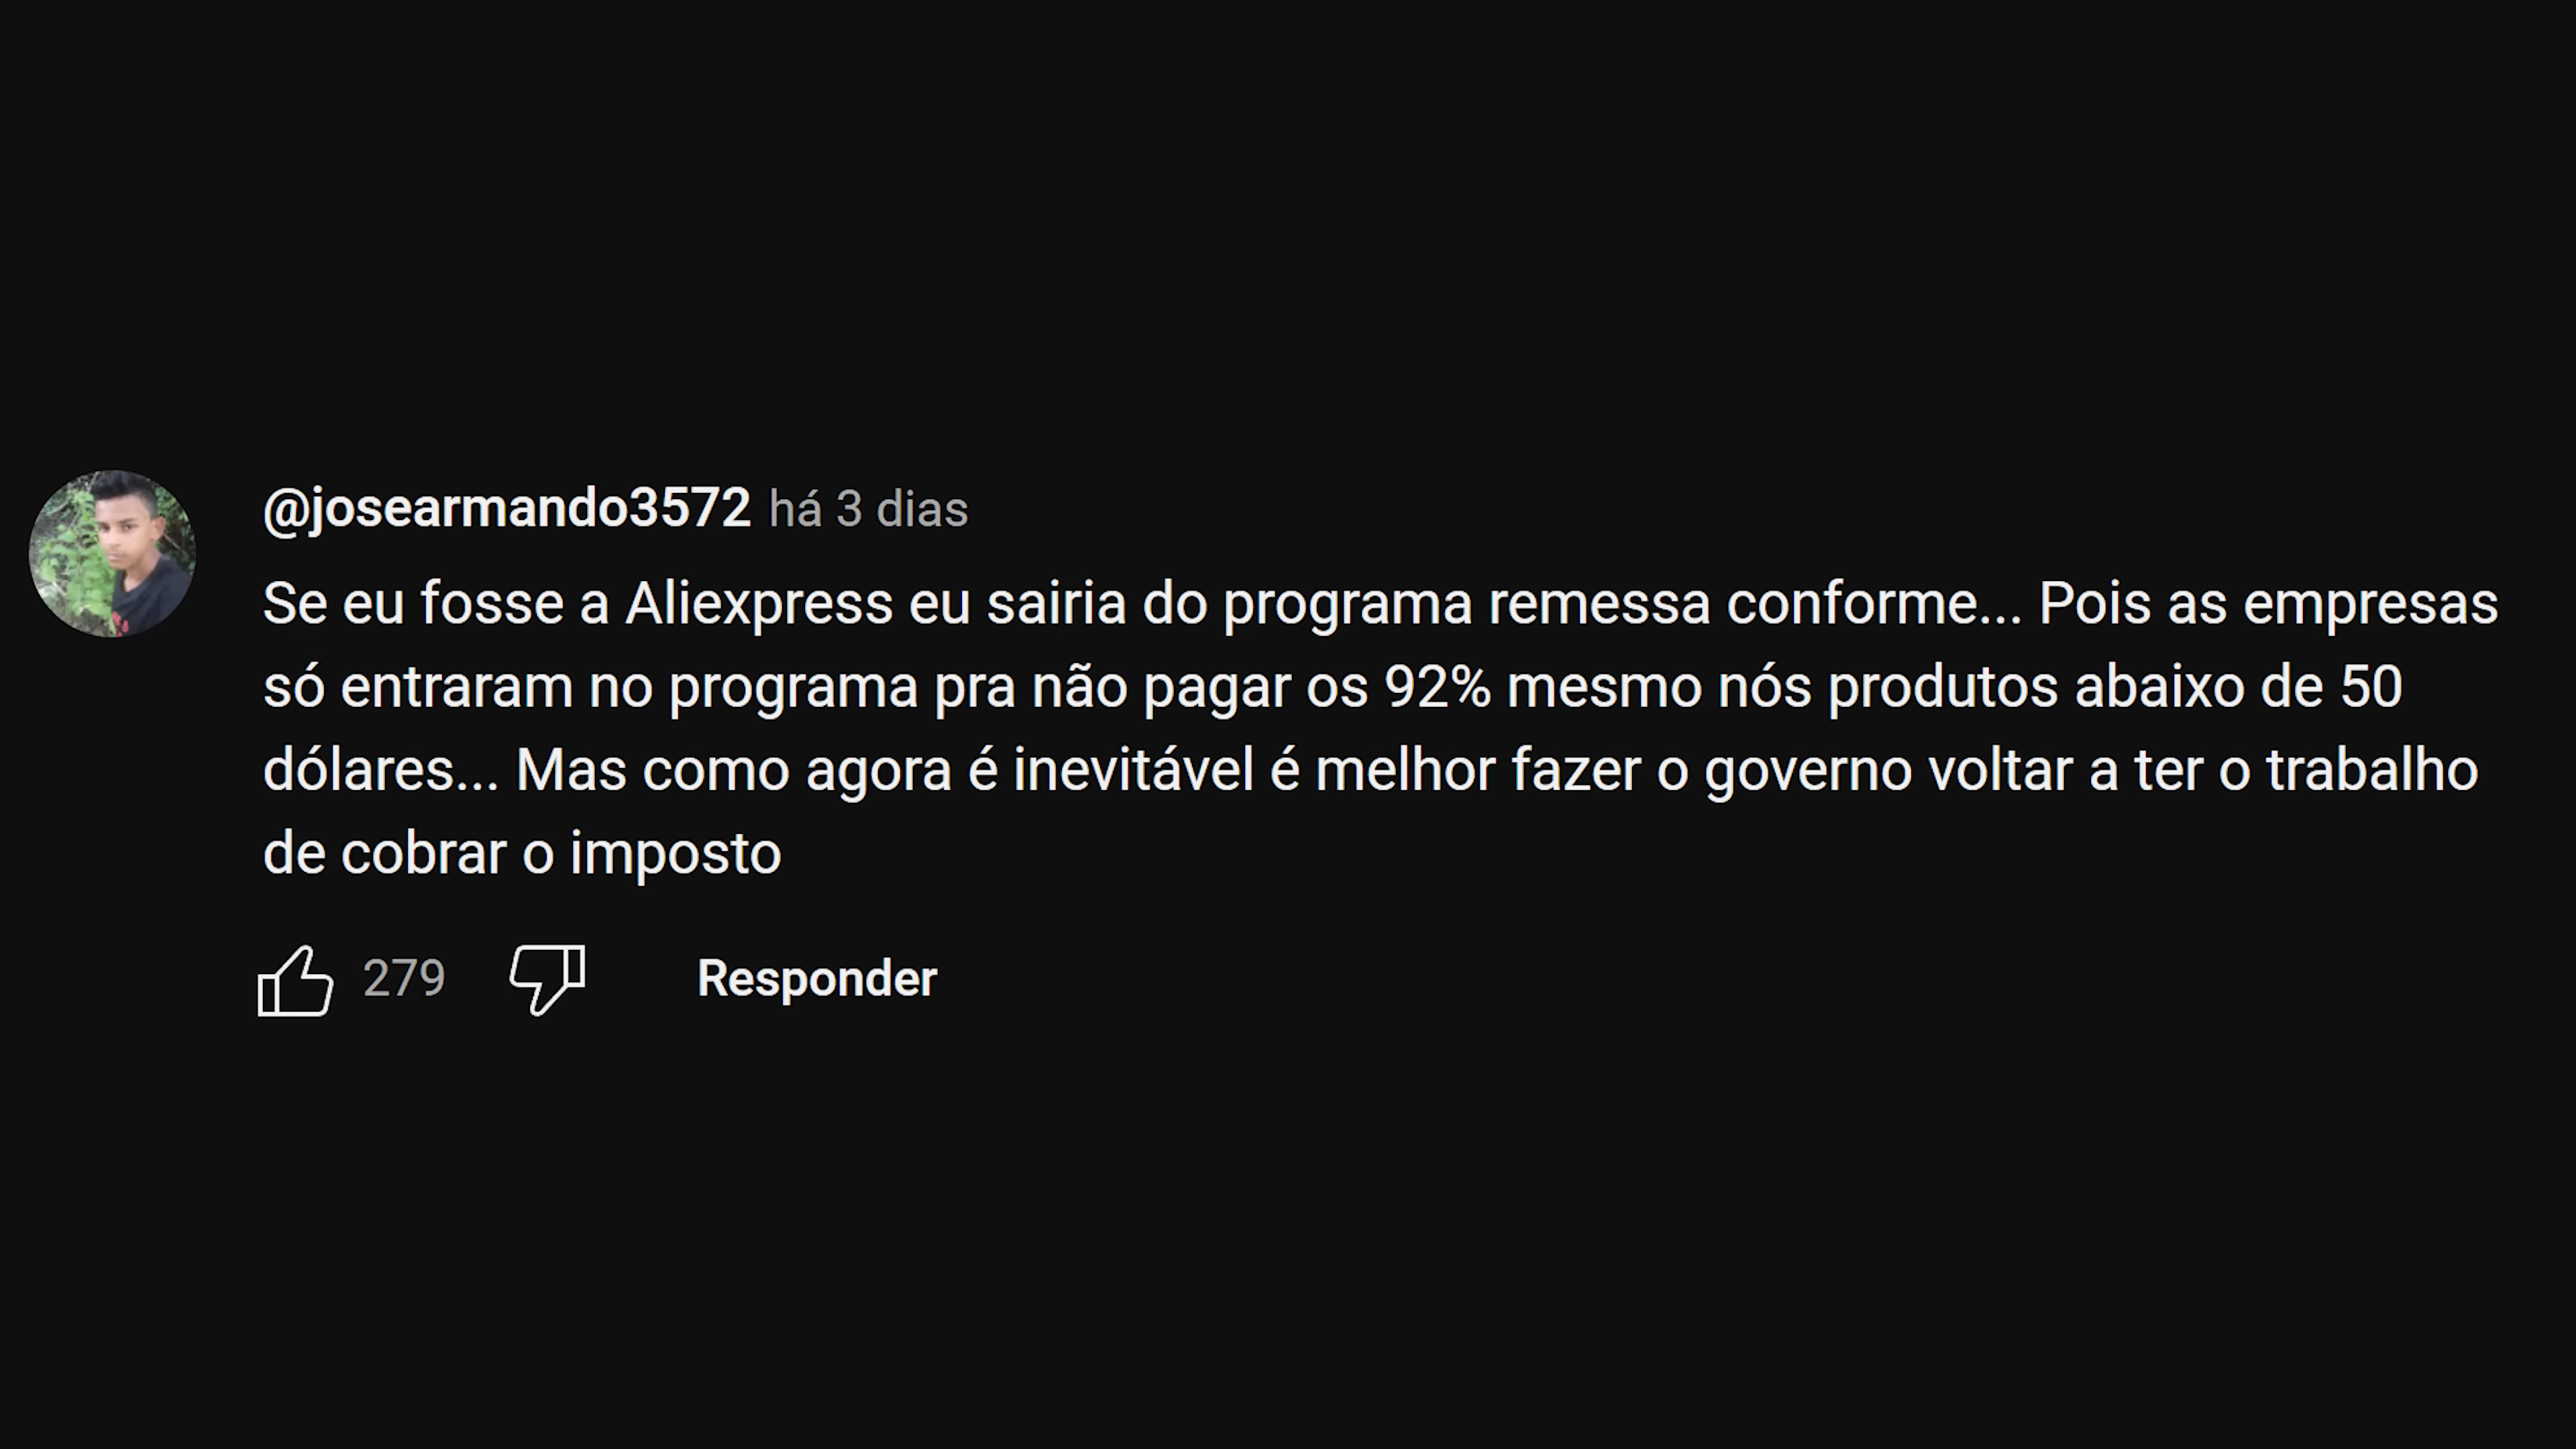 @josearmando3572 há 3 dias
Se eu fosse a Aliexpress eu sairia do programa remessa conforme... Pois as empresas
só entraram no programa pra não pagar os 92% mesmo nós produtos abaixo de 50
dólares... Mas como agora é inevitável é melhor fazer o governo voltar a ter o trabalho
de cobrar o imposto
279 Responder